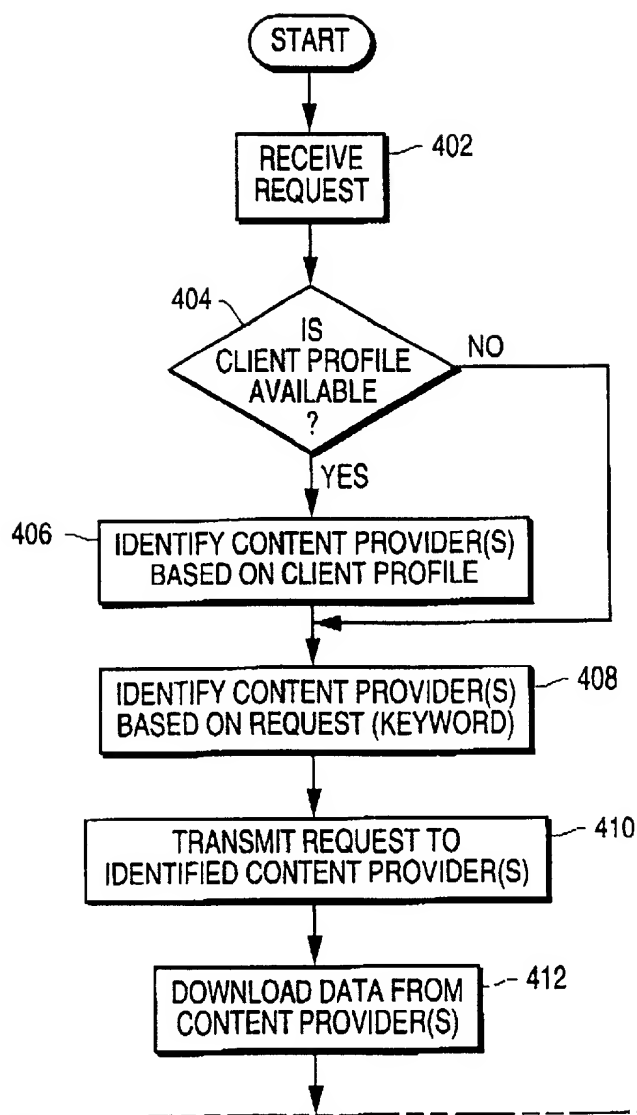 START
RECEIVE
REQUEST
402
404
IS
CLIENT PROFILE
AVAILABLE
?
NO
YES
406
IDENTIFY CONTENT PROVIDER(S)
BASED ON CLIENT PROFILE
IDENTIFY CONTENT PROVIDER(S)
BASED ON REQUEST (KEYWORD)
408
TRANSMIT REQUEST TO
IDENTIFIED CONTENT PROVIDER(S)
410
DOWNLOAD DATA FROM
CONTENT PROVIDER(S)
412